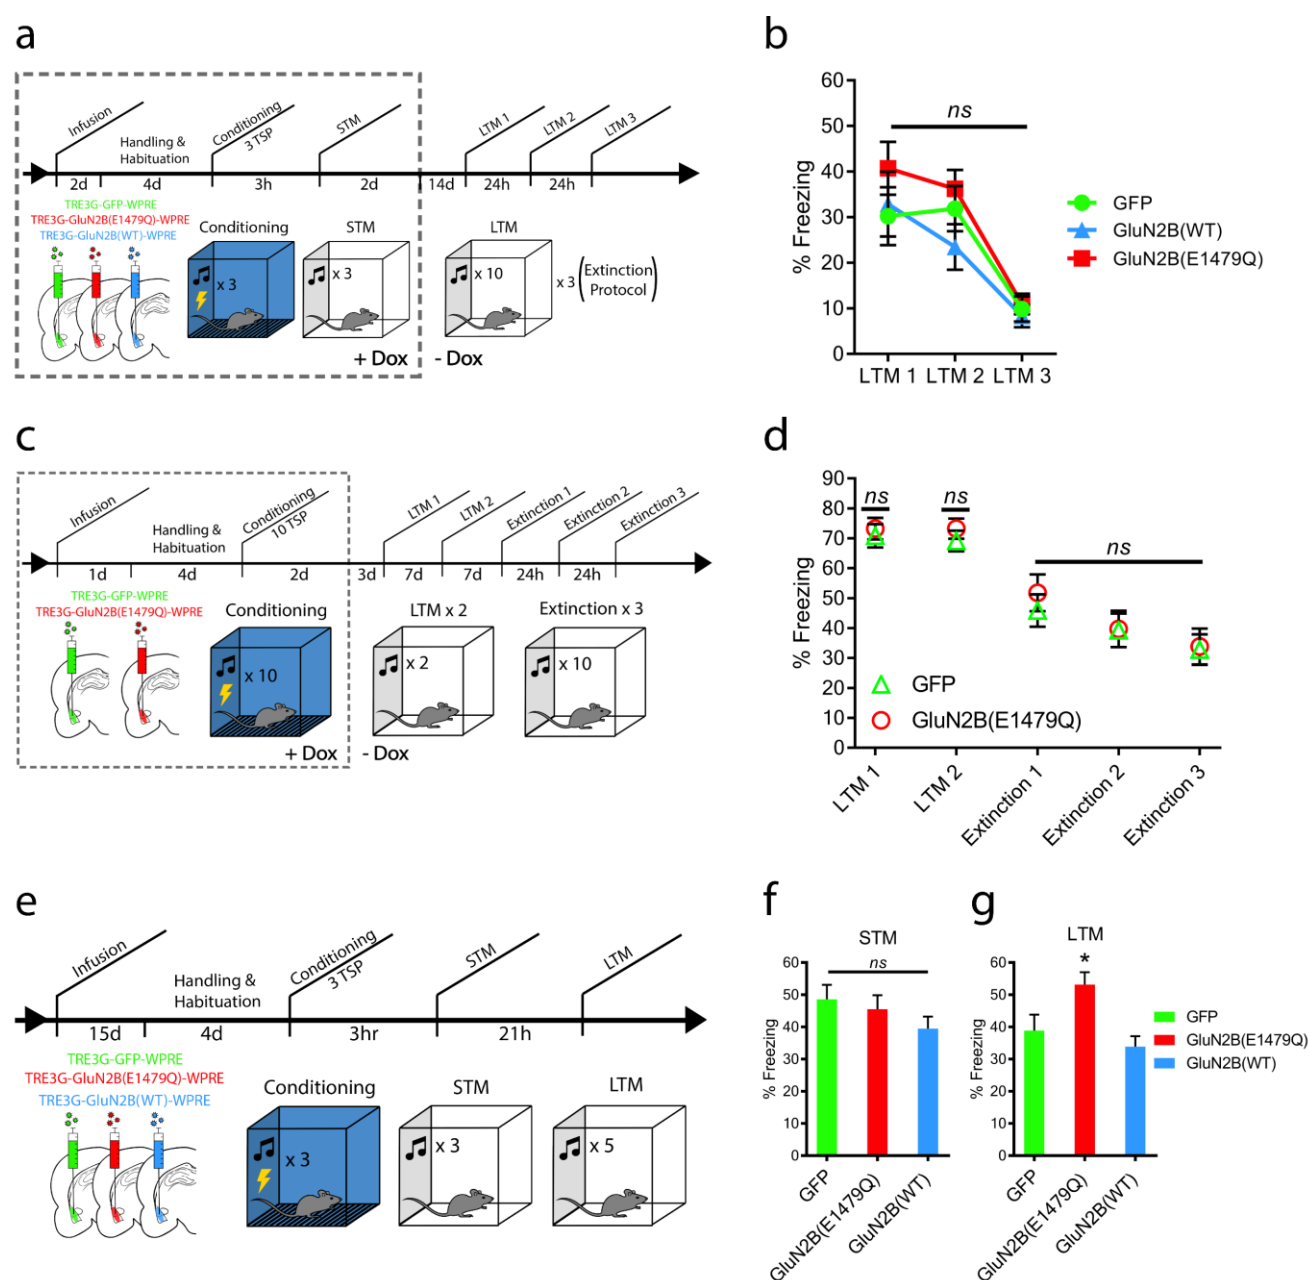 a
Infusion
Handling &
Habituation
Conditioning
3 TSP
STM
LTM 1
LTM 2
LTM 3
2d
4d
3h
2d
14d
24h
24h
TRE3G-GFP-WPRE
TRE3G-GluN2B(E1479Q)-WPRE
TRE3G-GluN2B(WT)-WPRE
Conditioning
STM
LTM
x 3
x 3
x 10
x 3 (Extinction
Protocol)
+ Dox
- Dox
b
% Freezing
60
50
40
30
20
10
0
ns
LTM 1
LTM 2
LTM 3
GFP
GluN2B(WT)
GluN2B(E1479Q)
c
Infusion
Handling &
Habituation
Conditioning
10 TSP
LTM 1
LTM 2
Extinction 1
Extinction 2
Extinction 3
1d
4d
2d
3d
7d
7d
24h
24h
TRE3G-GFP-WPRE
TRE3G-GluN2B(E1479Q)-WPRE
Conditioning
LTM x 2
Extinction x 3
x 10
x 2
x 10
+ Dox
- Dox
d
% Freezing
90
80
70
60
50
40
30
20
10
0
ns
ns
ns
GFP
GluN2B(E1479Q)
LTM 1
LTM 2
Extinction 1
Extinction 2
Extinction 3
e
Infusion
Handling &
Habituation
Conditioning
3 TSP
STM
LTM
15d
4d
3hr
21h
TRE3G-GFP-WPRE
TRE3G-GluN2B(E1479Q)-WPRE
TRE3G-GluN2B(WT)-WPRE
Conditioning
STM
LTM
x 3
x 3
x 5
f
STM
% Freezing
60
50
40
30
20
10
0
ns
GFP
GluN2B(E1479Q)
GluN2B(WT)
g
LTM
% Freezing
60
50
40
30
20
10
0
*
GFP
GluN2B(E1479Q)
GluN2B(WT)
GFP
GluN2B(E1479Q)
GluN2B(WT)